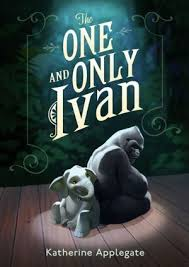 The
ONE
AND ONLY
Ivan
Katherine Applegate